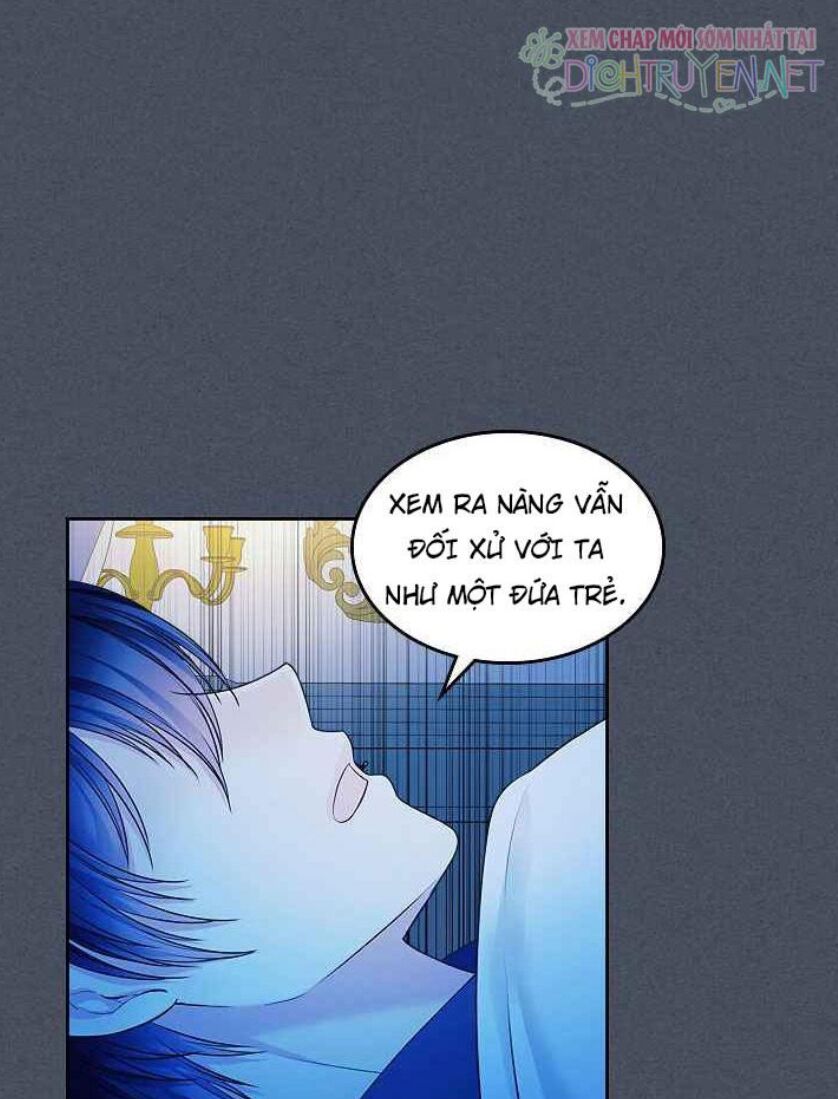 XEM CHAP MỚI SỚM NHẤT TẠI
DICHTRUYEN.NET
XEM RA NÀNG VẪN
ĐỐI XỬ VỚI TA
NHƯ MỘT ĐỨA TRẺ.